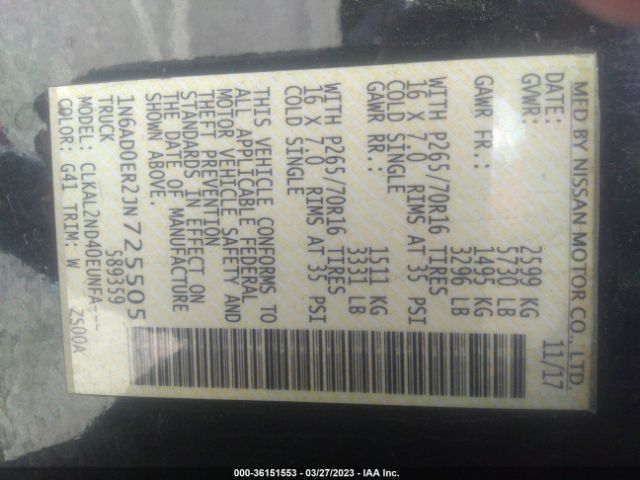 MFD BY NISSAN MOTOR CO., LTD.
DATE: 11/17
GVWR: 2599 KG
5730 LB
GAWR FR.: 1495 KG
3296 LB
WITH P265/70R16 TIRES
16 X 7.0 RIMS AT 35 PSI
COLD SINGLE
GAWR RR.: 1511 KG
3331 LB
WITH P265/70R16 TIRES
16 X 7.0 RIMS AT 35 PSI
COLD SINGLE
THIS VEHICLE CONFORMS TO
ALL APPLICABLE FEDERAL
MOTOR VEHICLE SAFETY AND
THEFT PREVENTION
STANDARDS IN EFFECT ON
THE DATE OF MANUFACTURE
SHOWN ABOVE.
1N6AD0ER2JN725505
TRUCK 589359
MODEL: CLKAL2ND40EUNFA---
COLOR: G41 TRIM: W ZS00A
000-36151553 — 03/27/2023 — IAA Inc.